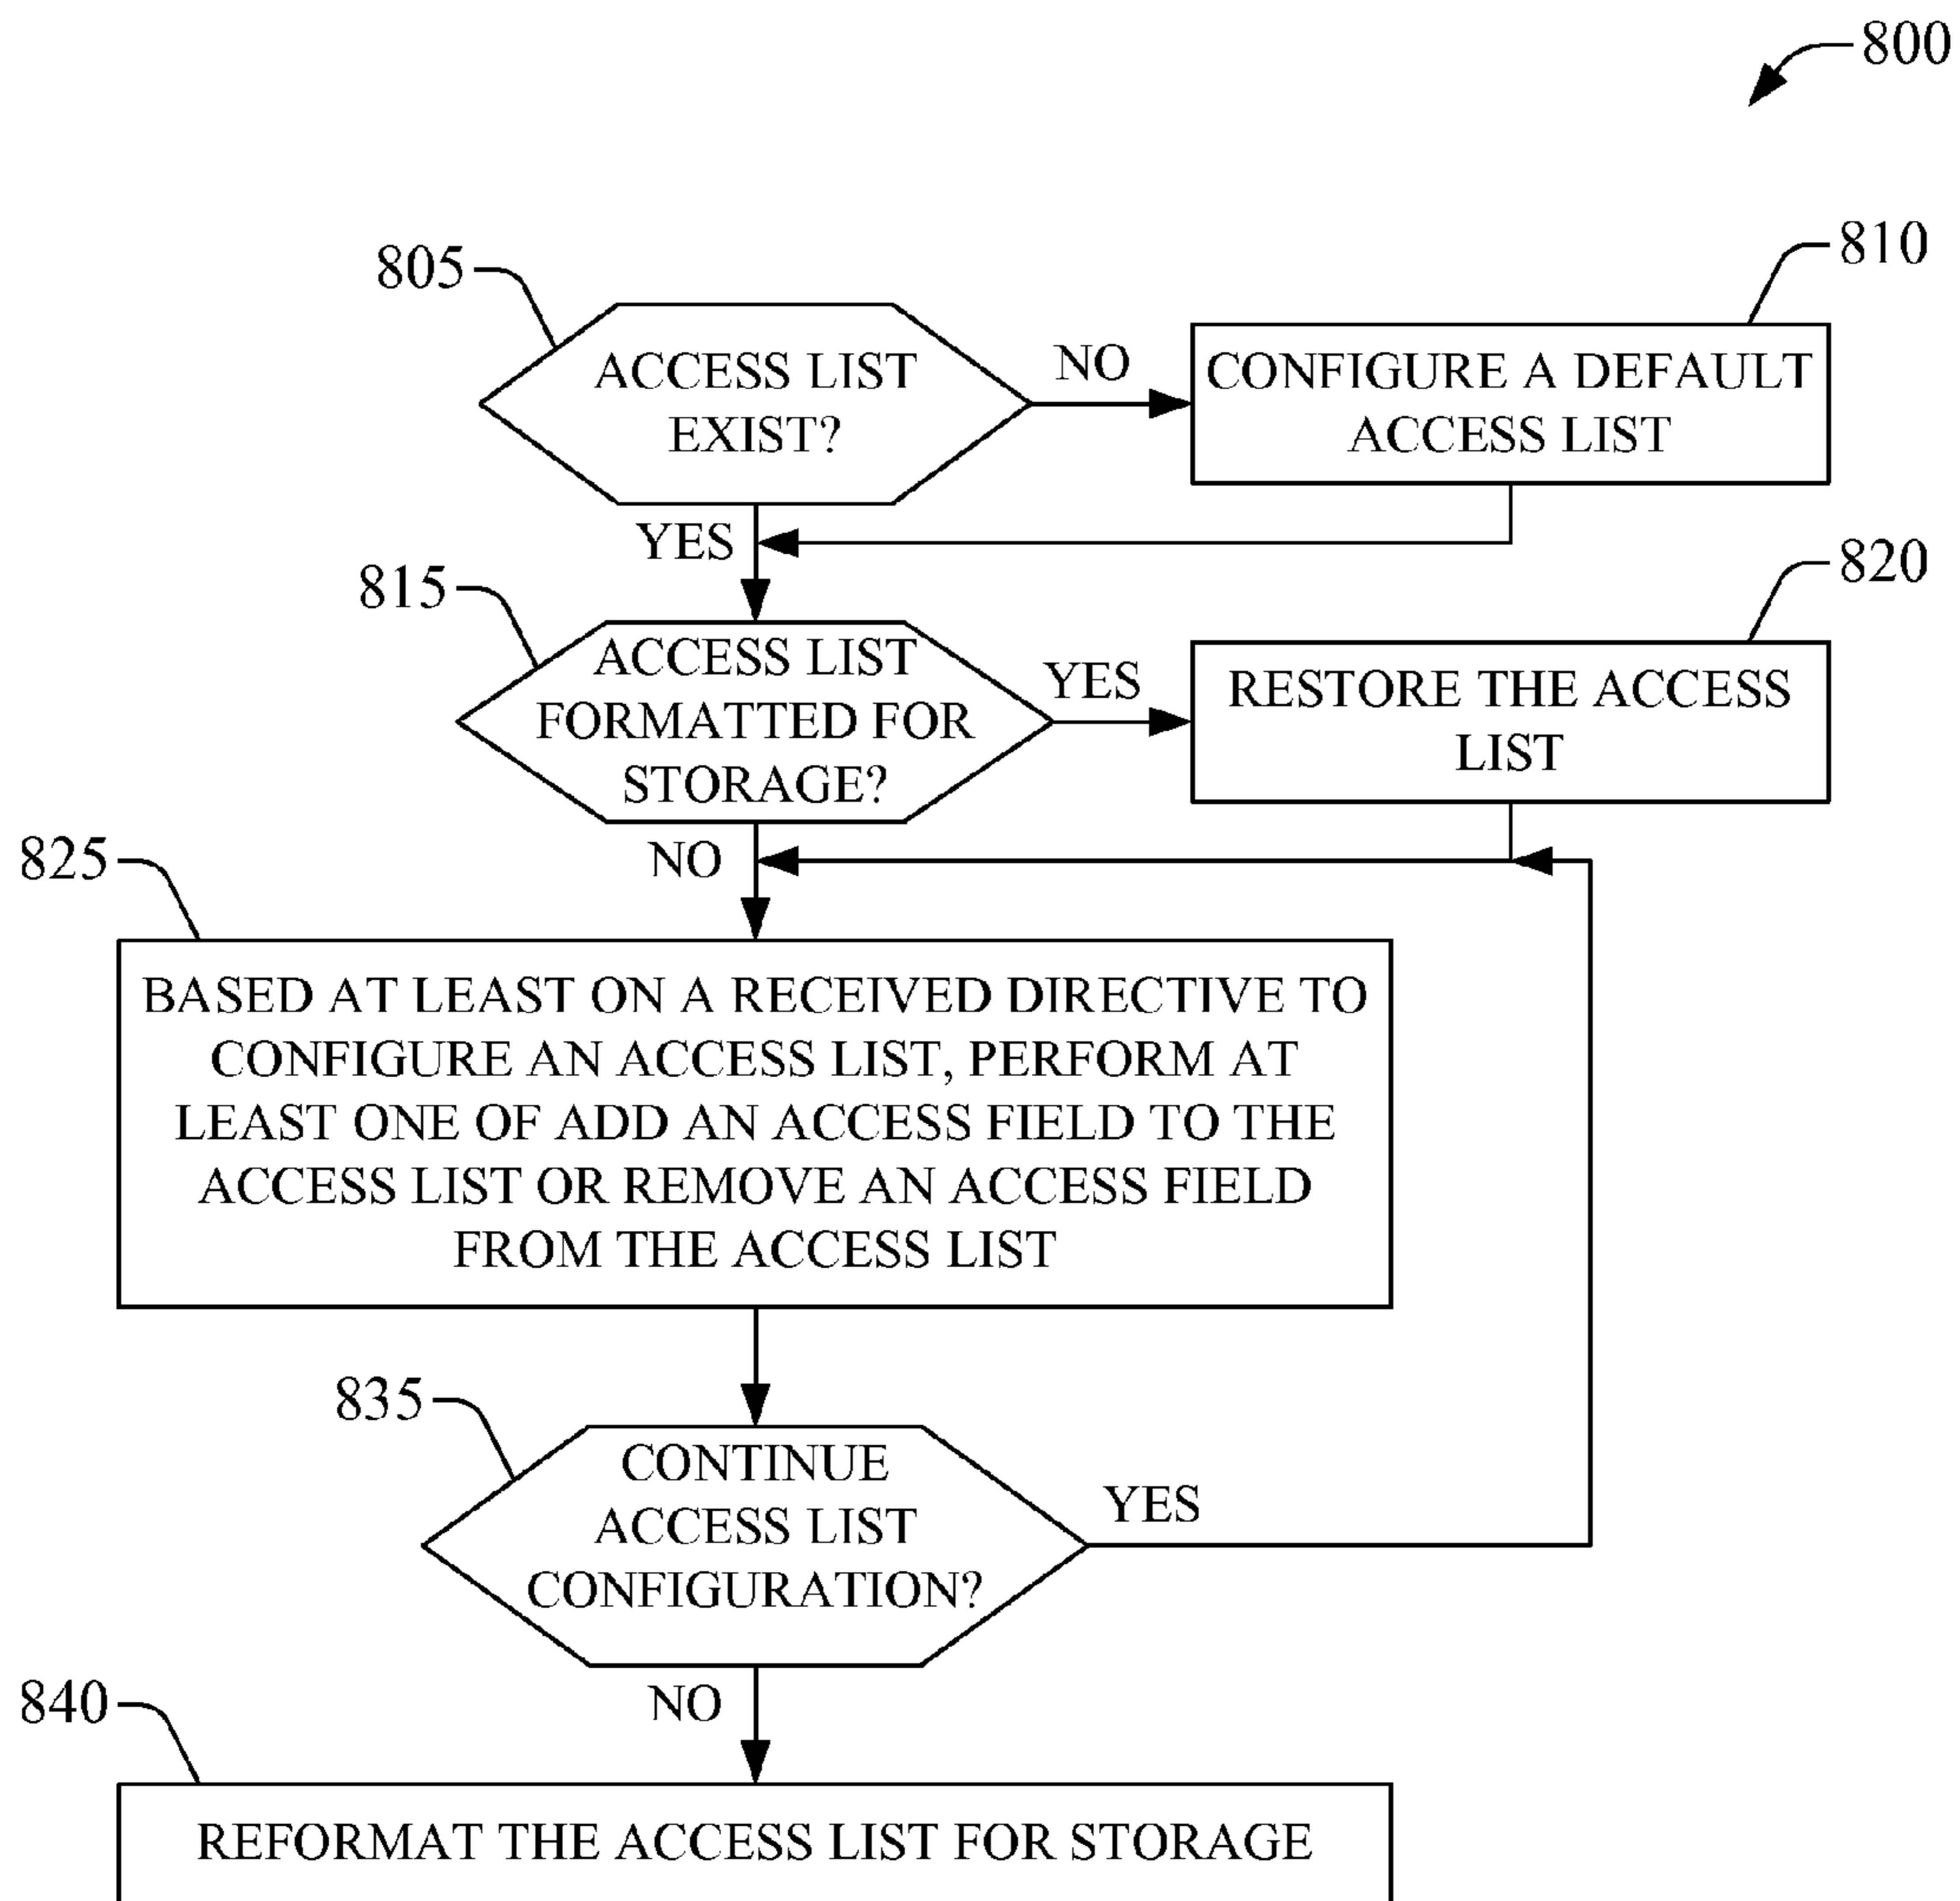 800
805
810
ACCESS LIST
EXIST?
NO
CONFIGURE A DEFAULT
ACCESS LIST
YES
815
820
ACCESS LIST
FORMATTED FOR
STORAGE?
YES
RESTORE THE ACCESS
LIST
NO
825
BASED AT LEAST ON A RECEIVED DIRECTIVE TO
CONFIGURE AN ACCESS LIST, PERFORM AT
LEAST ONE OF ADD AN ACCESS FIELD TO THE
ACCESS LIST OR REMOVE AN ACCESS FIELD
FROM THE ACCESS LIST
835
CONTINUE
ACCESS LIST
CONFIGURATION?
YES
NO
840
REFORMAT THE ACCESS LIST FOR STORAGE